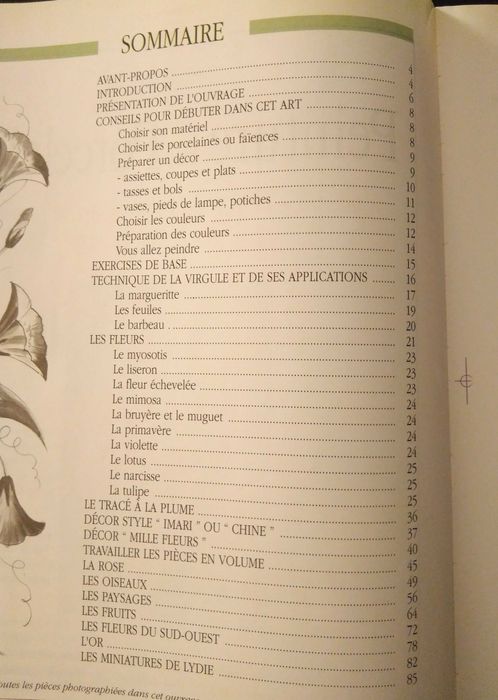 SOMMAIRE
AVANT-PROPOS ........ 4
INTRODUCTION ........ 4
PRÉSENTATION DE L'OUVRAGE ........ 6
CONSEILS POUR DÉBUTER DANS CET ART ........ 8
Choisir son matériel ........ 8
Choisir les porcelaines ou faïences ........ 8
Préparer un décor ........ 9
- assiettes, coupes et plats ........ 9
- tasses et bols ........ 10
- vases, pieds de lampe, potiches ........ 11
Choisir les couleurs ........ 12
Préparation des couleurs ........ 12
Vous allez peindre ........ 14
EXERCISES DE BASE ........ 15
TECHNIQUE DE LA VIRGULE ET DE SES APPLICATIONS ........ 16
La margueritte ........ 17
Les feuiles ........ 19
Le barbeau ........ 20
LES FLEURS ........ 21
Le myosotis ........ 23
Le liseron ........ 23
La fleur échevelée ........ 23
Le mimosa ........ 24
La bruyère et le muguet ........ 24
La primavère ........ 24
La violette ........ 24
Le lotus ........ 25
Le narcisse ........ 25
La tulipe ........ 25
LE TRACÉ À LA PLUME ........ 36
DÉCOR STYLE " IMARI " OU " CHINE " ........ 37
DÉCOR " MILLE FLEURS " ........ 40
TRAVAILLER LES PIÈCES EN VOLUME ........ 45
LA ROSE ........ 49
LES OISEAUX ........ 56
LES PAYSAGES ........ 64
LES FRUITS ........ 72
LES FLEURS DU SUD-OUEST ........ 78
L'OR ........ 82
LES MINIATURES DE LYDIE ........ 85
les pièces photographiées dans cet